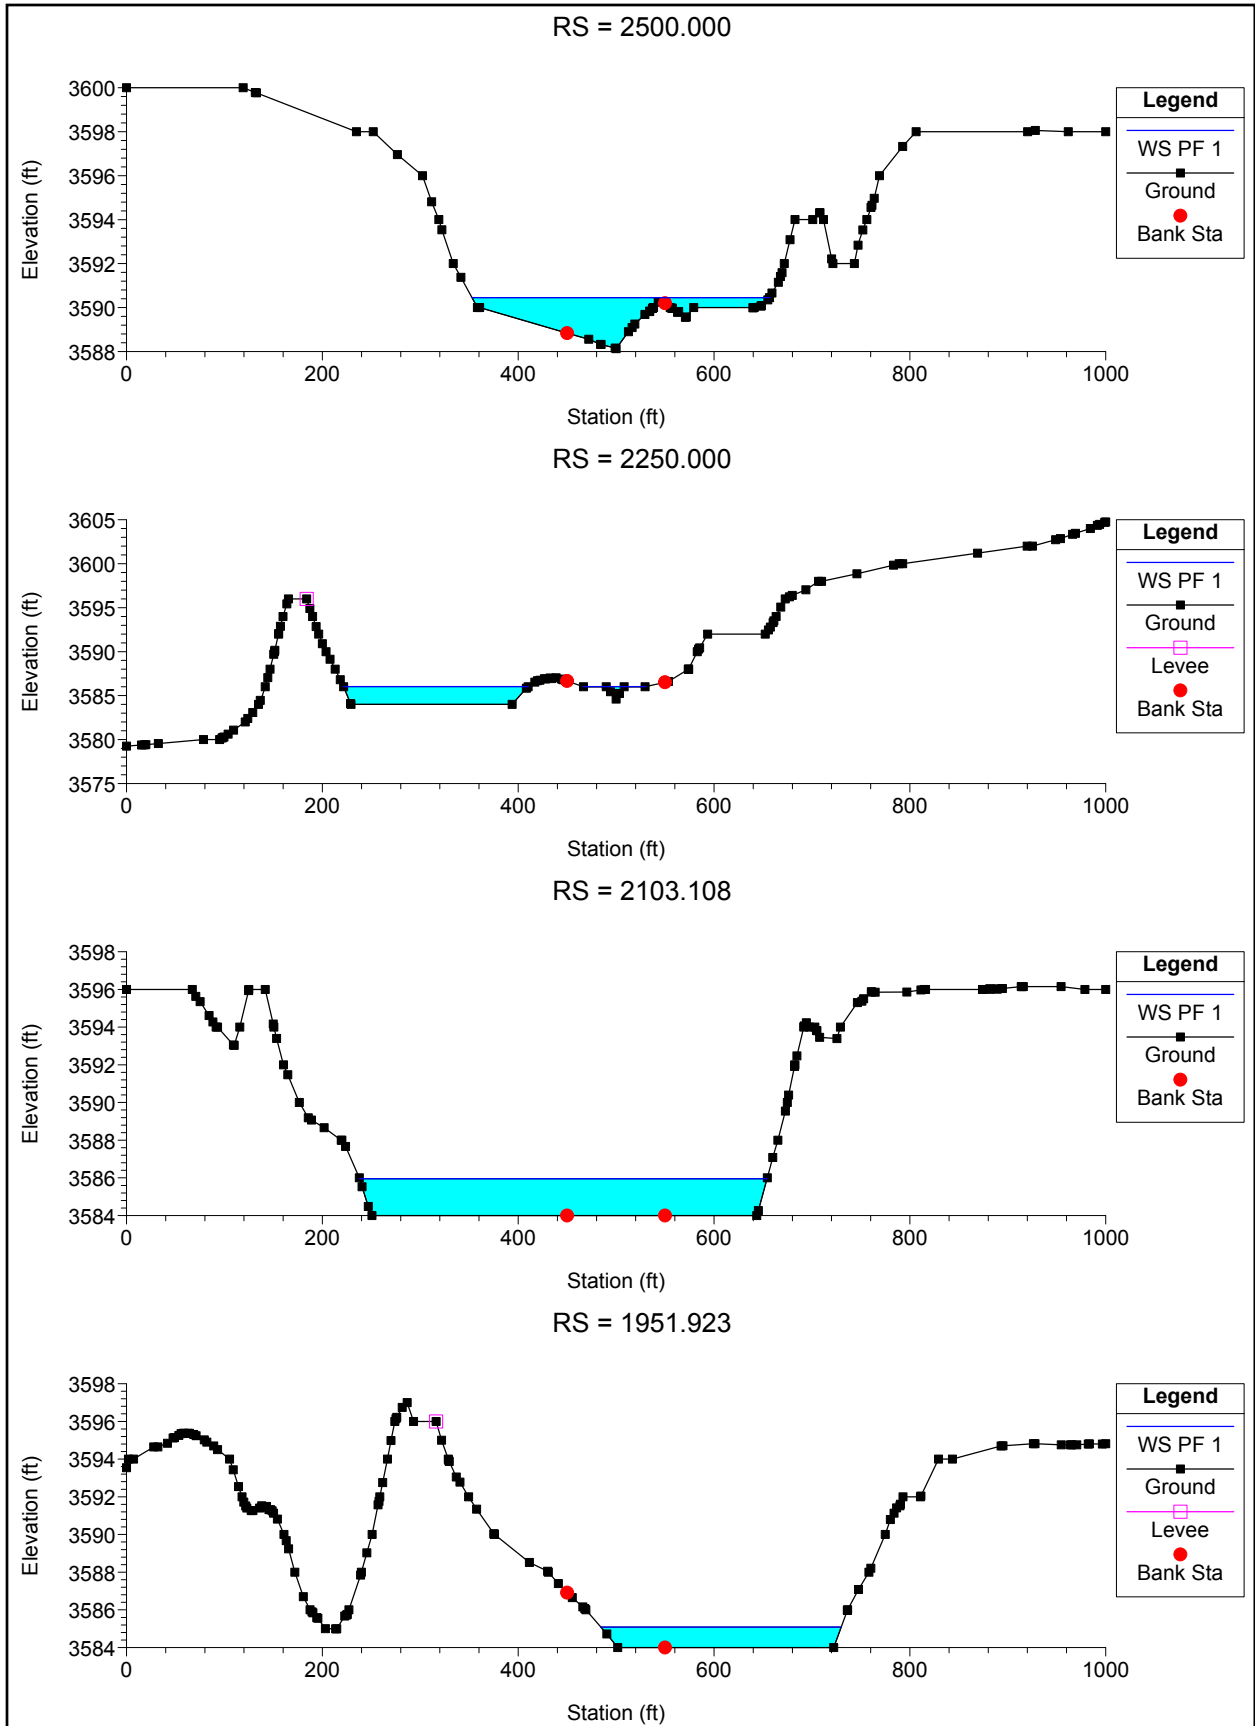 RS = 2500.000
3600
3598
3596
3594
3592
3590
3588
Elevation (ft)
0
200
400
600
800
1000
Station (ft)
Legend
WS PF 1
Ground
Bank Sta
RS = 2250.000
3605
3600
3595
3590
3585
3580
3575
Elevation (ft)
0
200
400
600
800
1000
Station (ft)
Legend
WS PF 1
Ground
Levee
Bank Sta
RS = 2103.108
3598
3596
3594
3592
3590
3588
3586
3584
Elevation (ft)
0
200
400
600
800
1000
Station (ft)
Legend
WS PF 1
Ground
Bank Sta
RS = 1951.923
3598
3596
3594
3592
3590
3588
3586
3584
Elevation (ft)
0
200
400
600
800
1000
Station (ft)
Legend
WS PF 1
Ground
Levee
Bank Sta